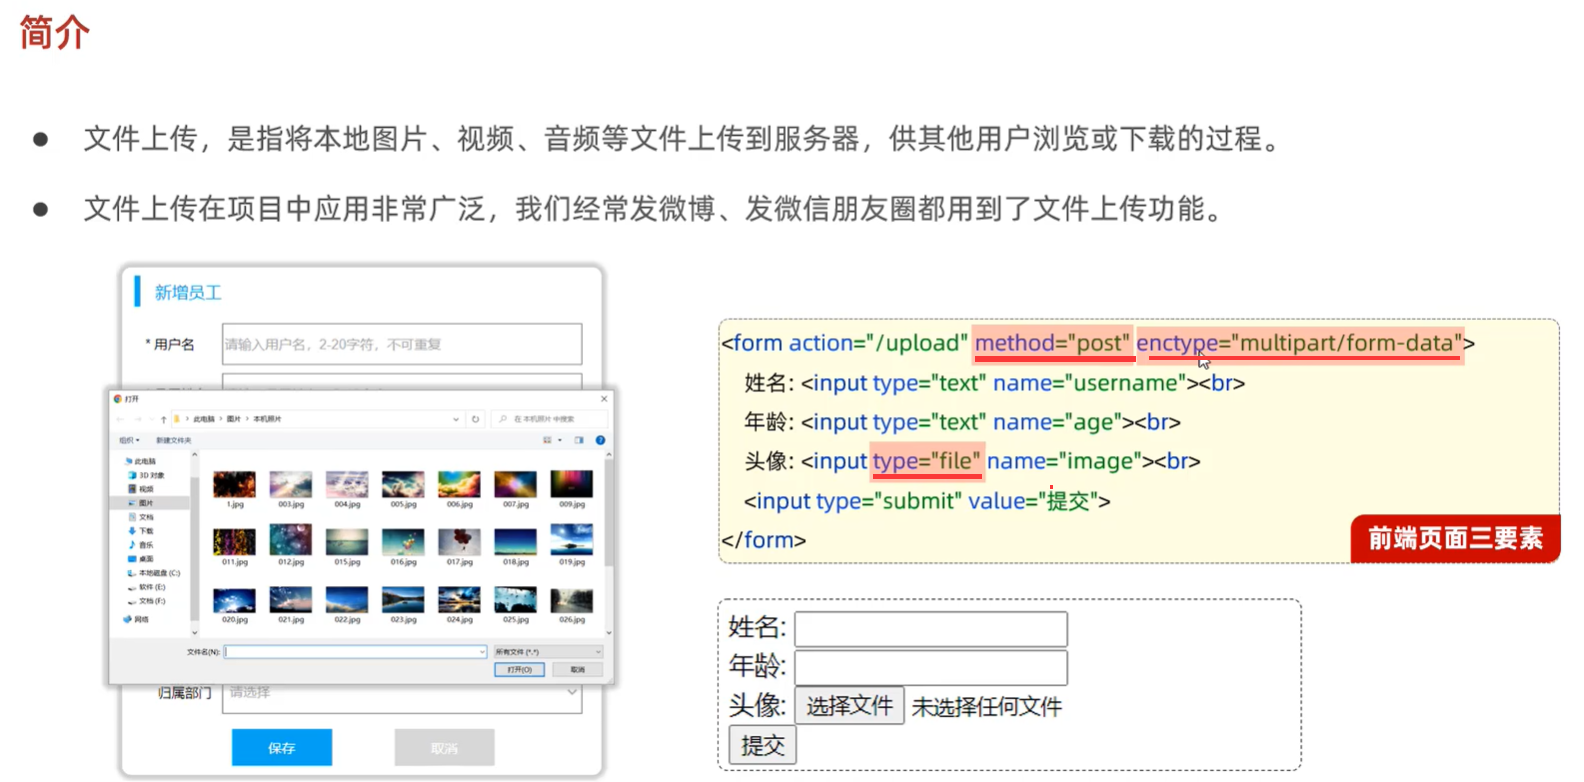 简介
● 文件上传，是指将本地图片、视频、音频等文件上传到服务器，供其他用户浏览或下载的过程。
● 文件上传在项目中应用非常广泛，我们经常发微博、发微信朋友圈都用到了文件上传功能。
新增员工
* 用户名 请输入用户名，2-20字符，不可重复
打开
此电脑 › 图片 › 本机照片
在 本机照片 中搜索
组织 新建文件夹
此电脑
3D 对象
视频
图片
文档
下载
音乐
桌面
本地磁盘 (C:)
软件 (E:)
文档 (F:)
网络
1.jpg 003.jpg 004.jpg 005.jpg 006.jpg 007.jpg 009.jpg
011.jpg 012.jpg 015.jpg 016.jpg 017.jpg 018.jpg 019.jpg
020.jpg 021.jpg 022.jpg 023.jpg 024.jpg 025.jpg 026.jpg
文件名(N): 所有文件 (*.*)
打开(O) 取消
归属部门 请选择
保存 取消
<form action="/upload" method="post" enctype="multipart/form-data">
姓名: <input type="text" name="username"><br>
年龄: <input type="text" name="age"><br>
头像: <input type="file" name="image"><br>
<input type="submit" value="提交">
</form>
前端页面三要素
姓名:
年龄:
头像: 选择文件 未选择任何文件
提交